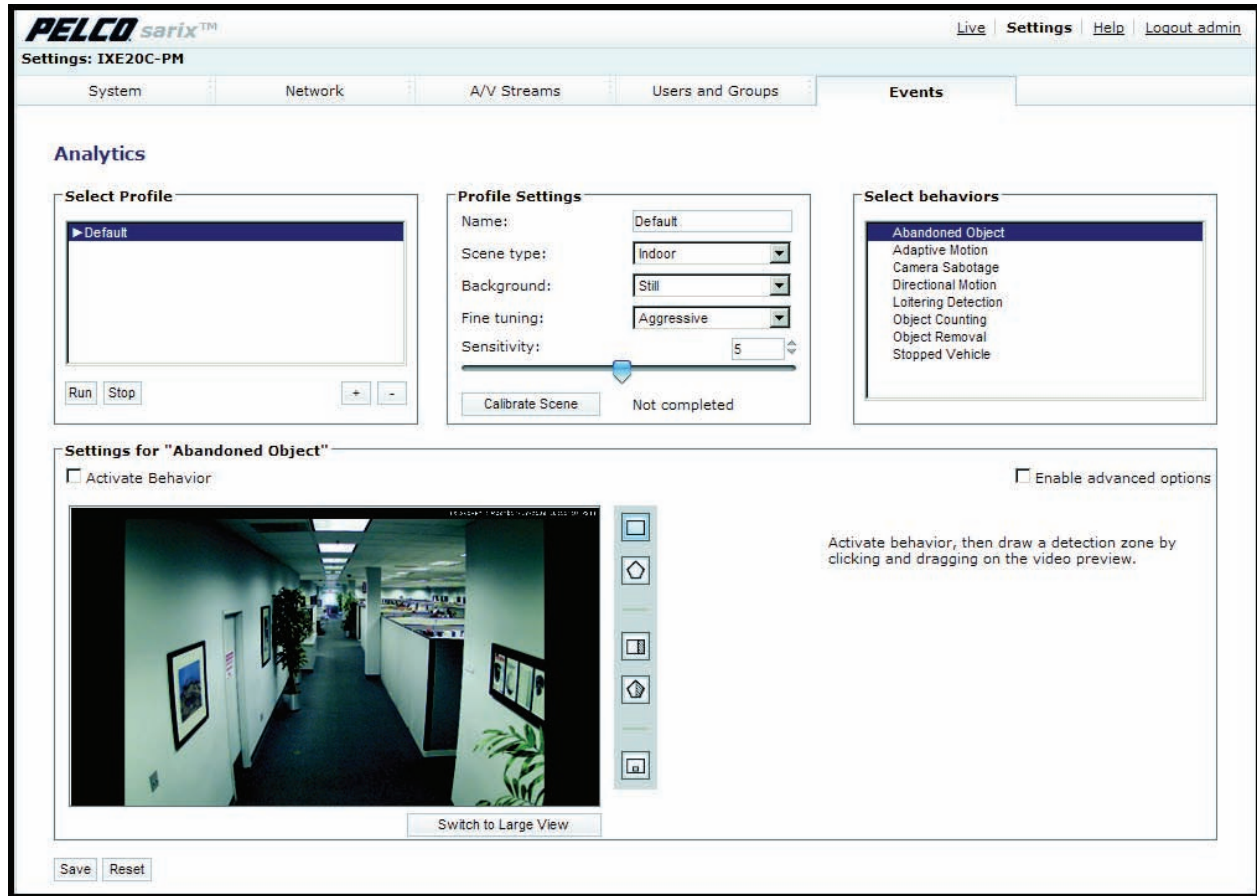 PELCO sarix™
Live Settings Help Logout admin
Settings: IXE20C-PM
System Network A/V Streams Users and Groups Events
Analytics
Select Profile
►Default
Run Stop + -
Profile Settings
Name: Default
Scene type: Indoor
Background: Still
Fine tuning: Aggressive
Sensitivity: 5
Calibrate Scene Not completed
Select behaviors
Abandoned Object
Adaptive Motion
Camera Sabotage
Directional Motion
Loitering Detection
Object Counting
Object Removal
Stopped Vehicle
Settings for "Abandoned Object"
Activate Behavior
Enable advanced options
Activate behavior, then draw a detection zone by
clicking and dragging on the video preview.
Switch to Large View
Save Reset